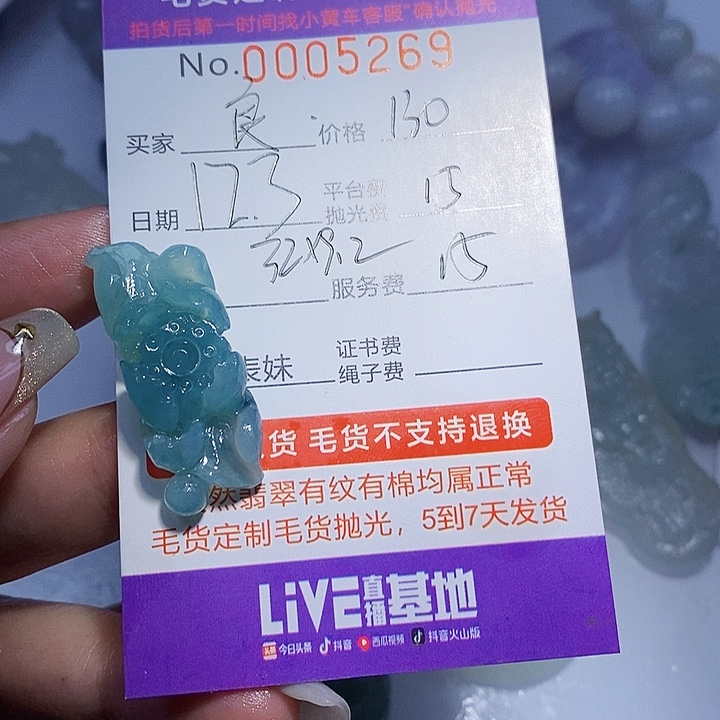 拍货后第一时间找小黄车客服"确认抛光
No.0005269
买家 良 价格 130
日期 12.3 平台费 15
抛光费
服务费 15
表妹 证书费
绳子费
货 毛货不支持退换
然翡翠有纹有棉均属正常
毛货定制毛货抛光，5到7天发货
LiVE直播基地
头条 今日头条 抖音 西瓜视频 抖音火山版